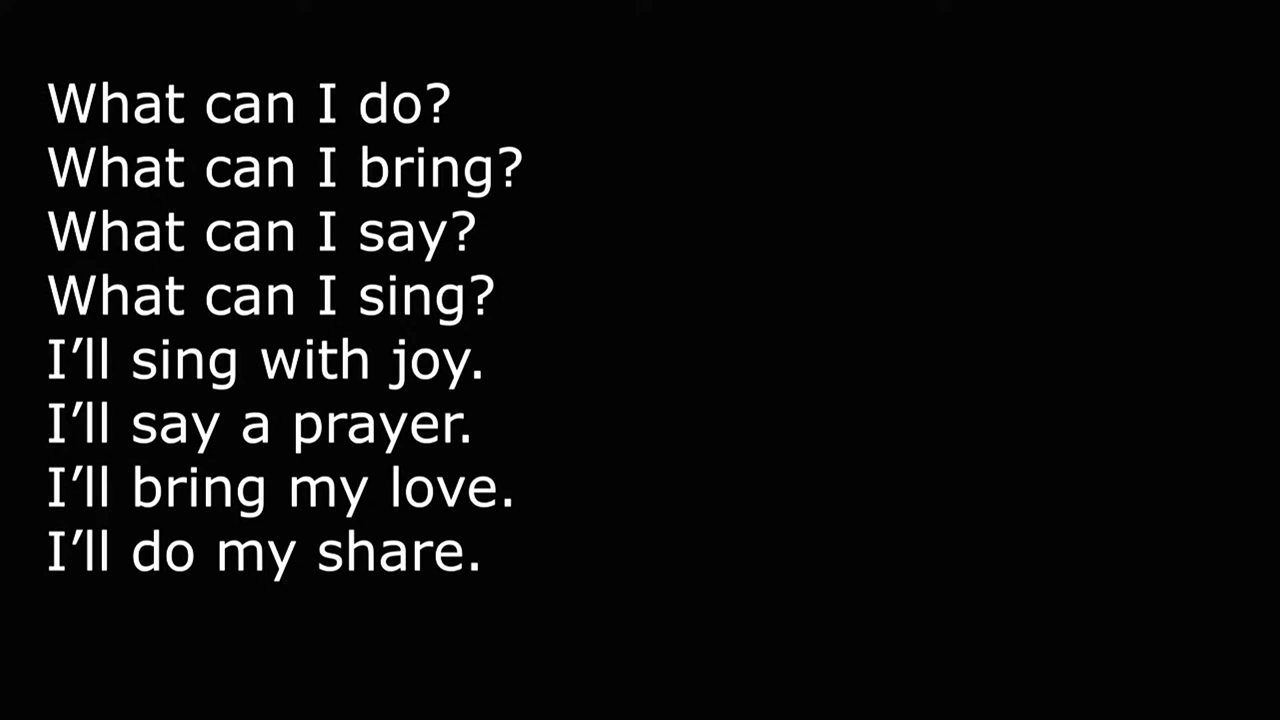 What can I do?
What can I bring?
What can I say?
What can I sing?
I’ll sing with joy.
I’ll say a prayer.
I’ll bring my love.
I’ll do my share.